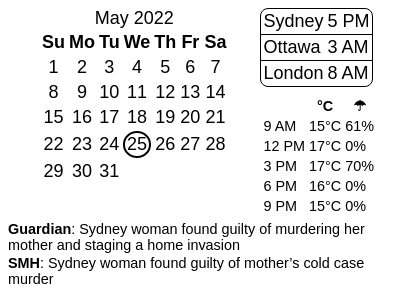 May 2022
Su Mo Tu We Th Fr Sa
1 2 3 4 5 6 7
8 9 10 11 12 13 14
15 16 17 18 19 20 21
22 23 24 25 26 27 28
29 30 31
Sydney 5 PM
Ottawa 3 AM
London 8 AM
°C ☂
9 AM 15°C 61%
12 PM 17°C 0%
3 PM 17°C 70%
6 PM 16°C 0%
9 PM 15°C 0%
Guardian: Sydney woman found guilty of murdering her
mother and staging a home invasion
SMH: Sydney woman found guilty of mother’s cold case
murder